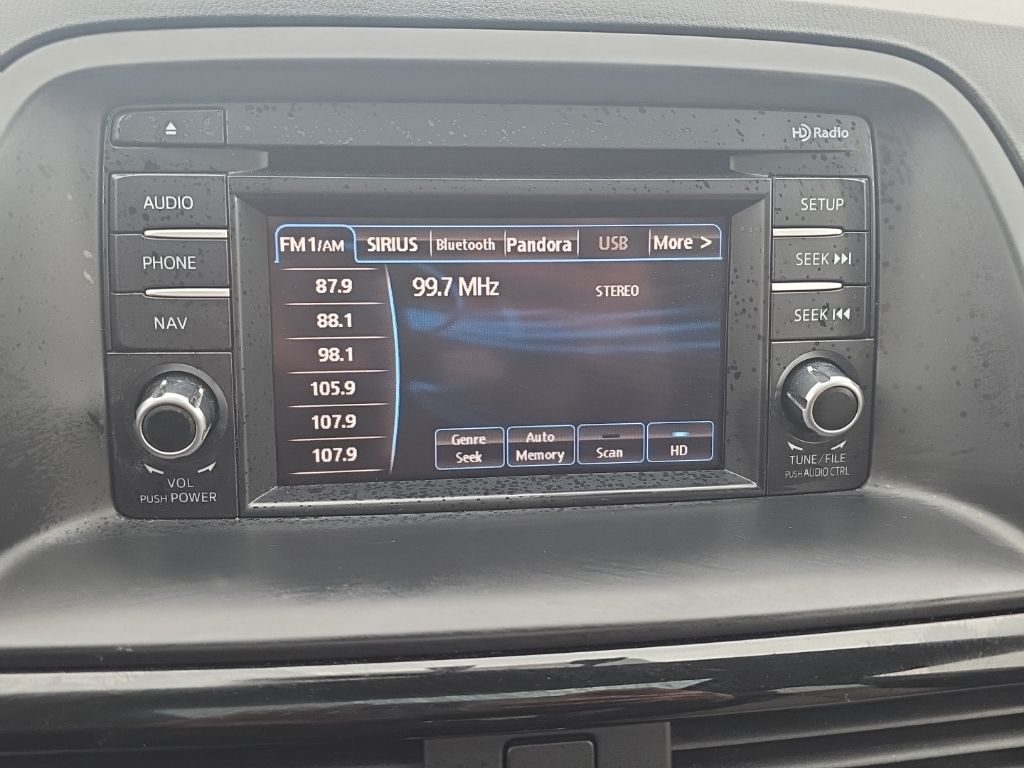 HD Radio
AUDIO
PHONE
NAV
VOL
PUSH POWER
FM1/AM SIRIUS Bluetooth Pandora USB More >
87.9
88.1
98.1
105.9
107.9
107.9
99.7 MHz STEREO
Genre
Seek
Auto
Memory
Scan
HD
SETUP
SEEK
SEEK
TUNE/FILE
PUSH AUDIO CTRL